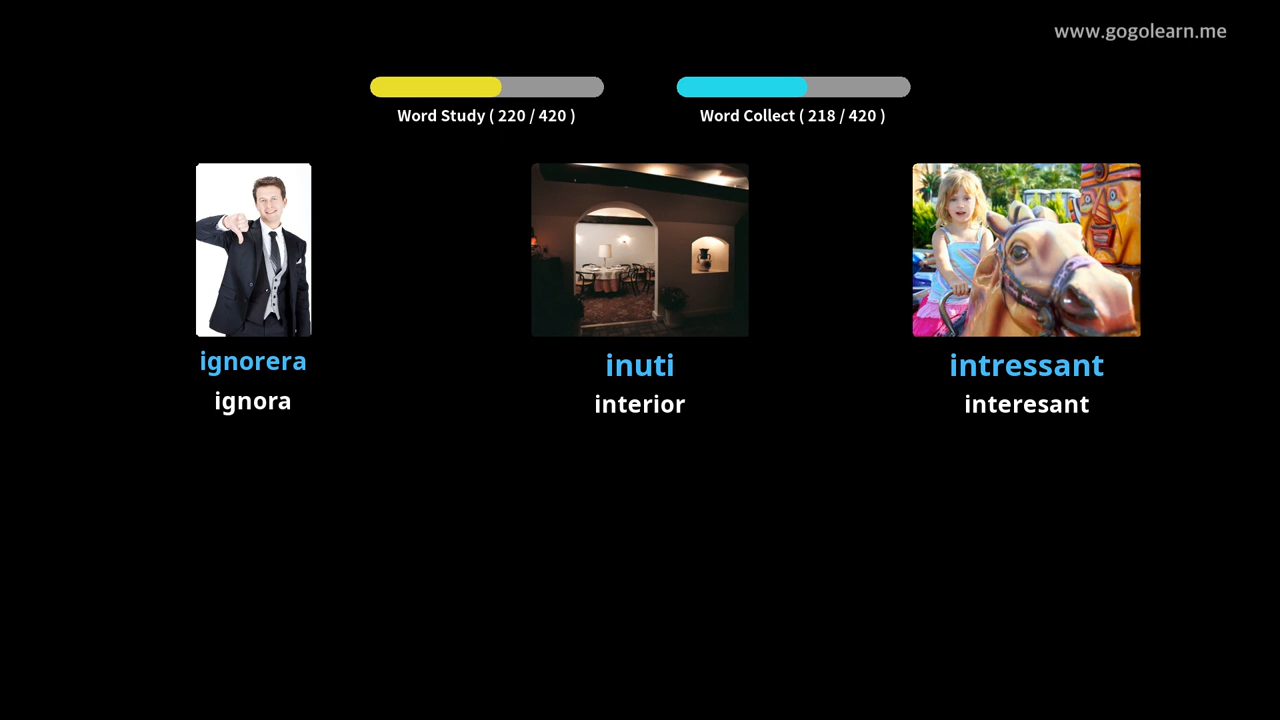 www.gogolearn.me
Word Study ( 220 / 420 )
Word Collect ( 218 / 420 )
ignorera
ignora
inuti
interior
intressant
interesant